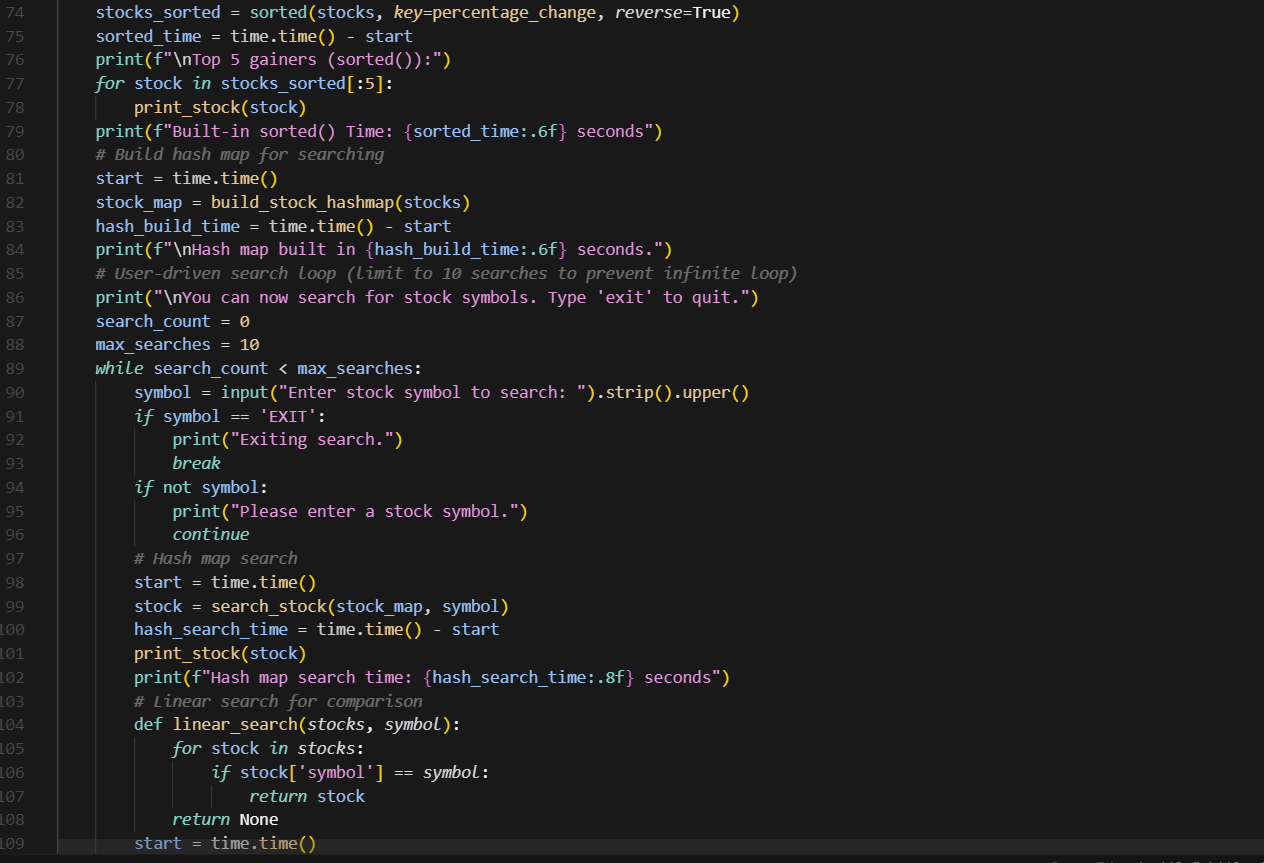 74 stocks_sorted = sorted(stocks, key=percentage_change, reverse=True)
75 sorted_time = time.time() - start
76 print(f"\nTop 5 gainers (sorted()):")
77 for stock in stocks_sorted[:5]:
78 print_stock(stock)
79 print(f"Built-in sorted() Time: {sorted_time:.6f} seconds")
80 # Build hash map for searching
81 start = time.time()
82 stock_map = build_stock_hashmap(stocks)
83 hash_build_time = time.time() - start
84 print(f"\nHash map built in {hash_build_time:.6f} seconds.")
85 # User-driven search loop (limit to 10 searches to prevent infinite loop)
86 print("\nYou can now search for stock symbols. Type 'exit' to quit.")
87 search_count = 0
88 max_searches = 10
89 while search_count < max_searches:
90 symbol = input("Enter stock symbol to search: ").strip().upper()
91 if symbol == 'EXIT':
92 print("Exiting search.")
93 break
94 if not symbol:
95 print("Please enter a stock symbol.")
96 continue
97 # Hash map search
98 start = time.time()
99 stock = search_stock(stock_map, symbol)
100 hash_search_time = time.time() - start
101 print_stock(stock)
102 print(f"Hash map search time: {hash_search_time:.8f} seconds")
103 # Linear search for comparison
104 def linear_search(stocks, symbol):
105 for stock in stocks:
106 if stock['symbol'] == symbol:
107 return stock
108 return None
109 start = time.time()